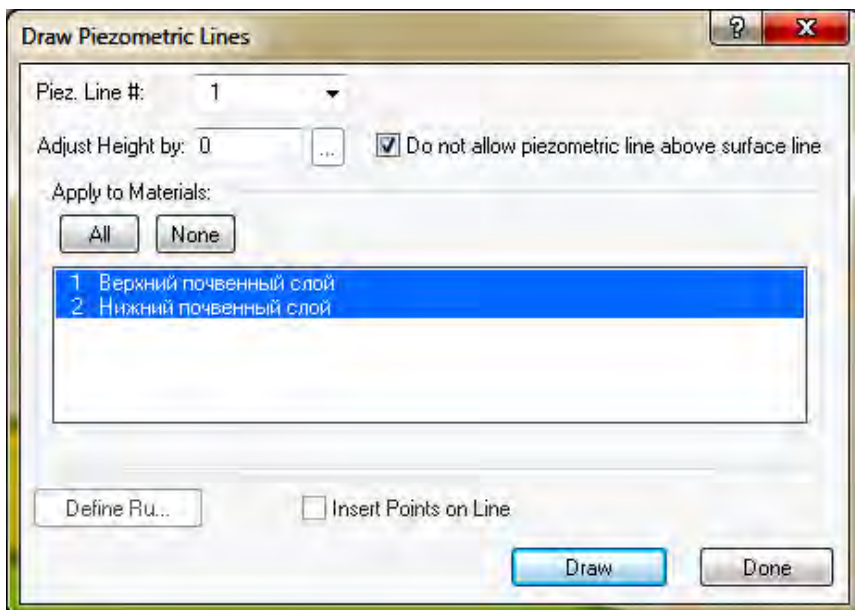 Draw Piezometric Lines
Piez. Line #: 1
Adjust Height by: 0 ... Do not allow piezometric line above surface line
Apply to Materials:
All None
1 Верхний почвенный слой
2 Нижний почвенный слой
Define Ru... Insert Points on Line
Draw Done